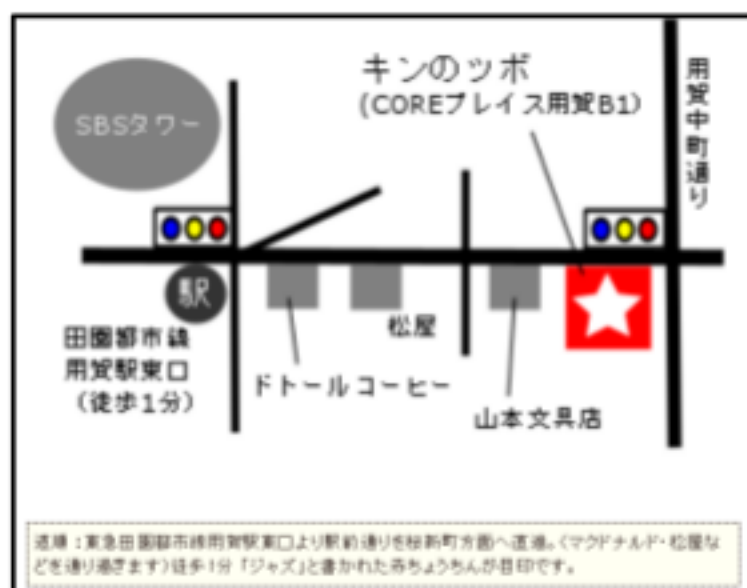 SBSタワー
キンのツボ
(COREプレイス用賀B1)
用賀中町通り
駅
田園都市線
用賀駅東口
(徒歩1分)
ドトールコーヒー
松屋
山本文具店
道順：東急田園都市線用賀駅東口より駅前通りを桜新町方面へ直進。(マクドナルド・松屋な
どを通り過ぎます)徒歩1分 「ジャズ」と書かれた赤ちょうちんが目印です。